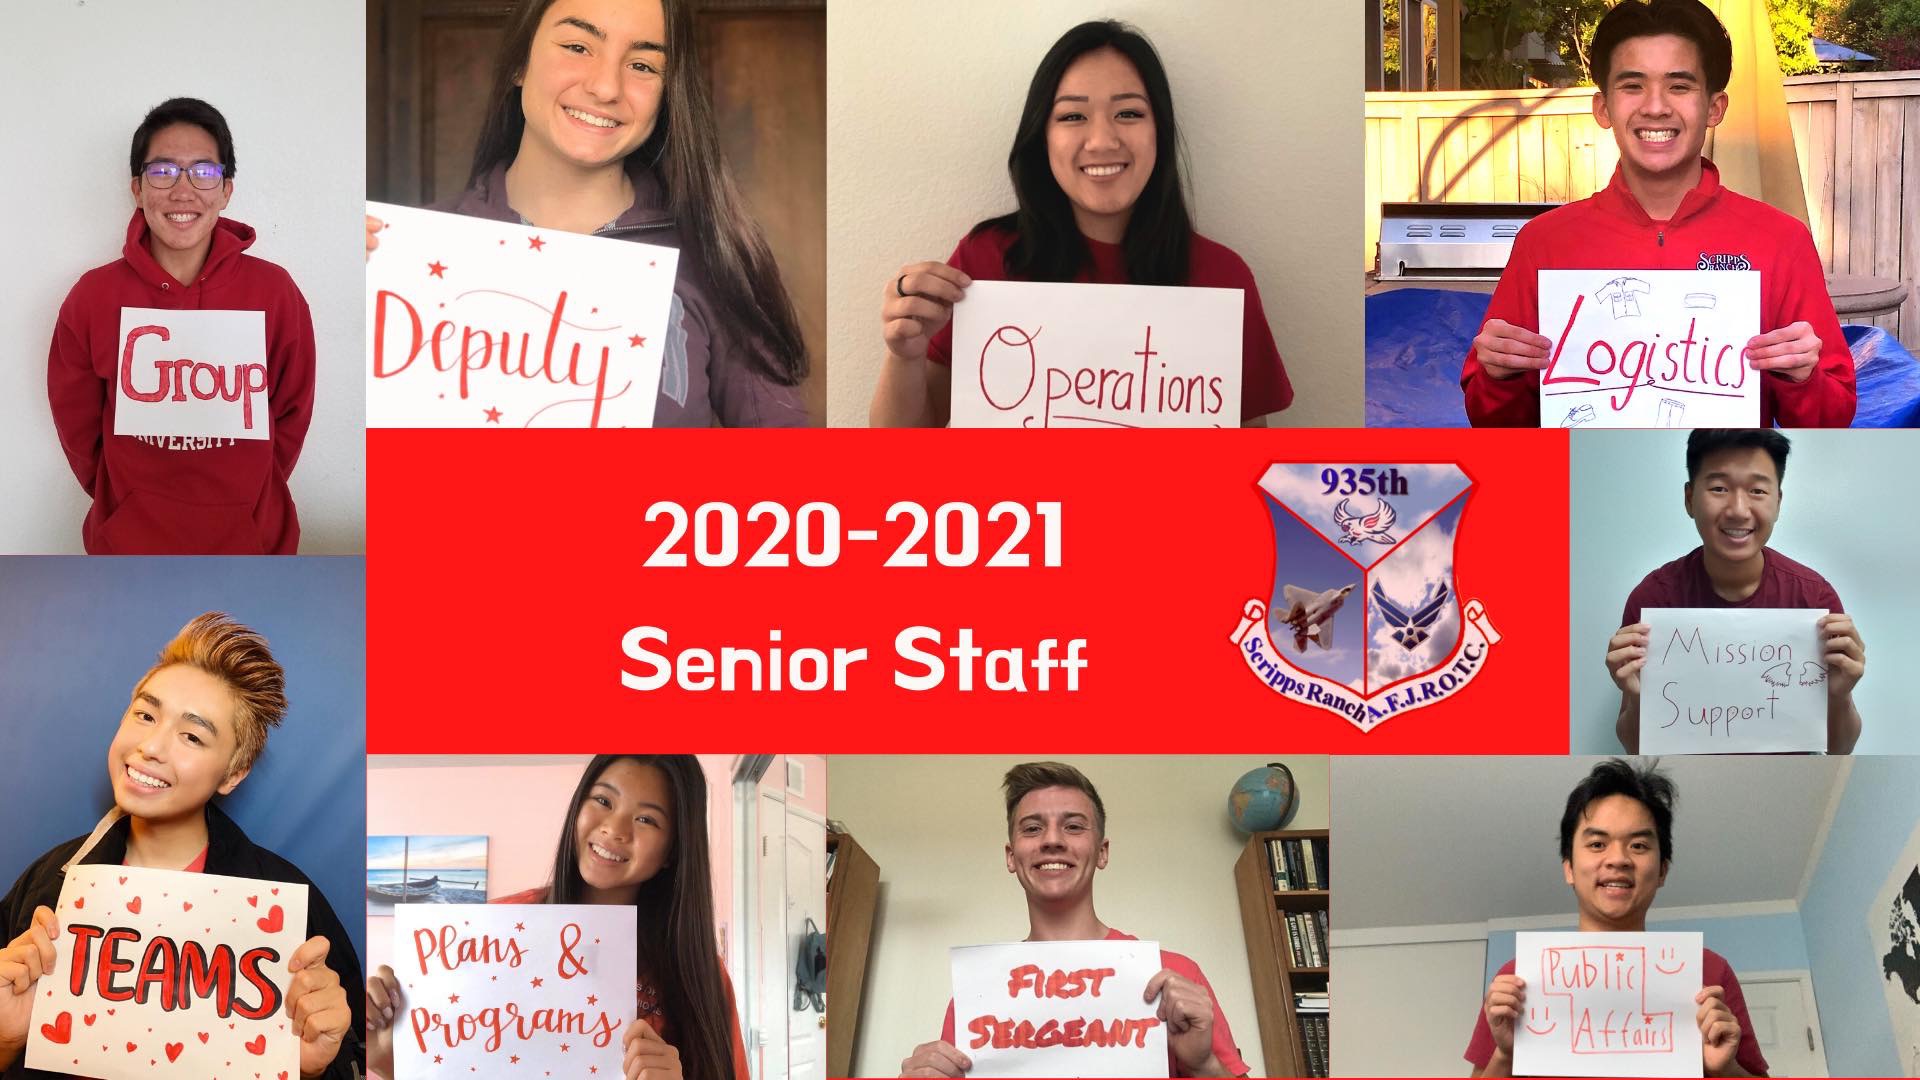 Group
UNIVERSITY
Deputy
Operations
SCRIPPS
RANCH
Logistics
2020-2021
Senior Staff
935th
Scripps Ranch A.F.J.R.O.T.C.
Mission
Support
TEAMS
Plans &
Programs
FIRST
SERGEANT
Public
Affairs